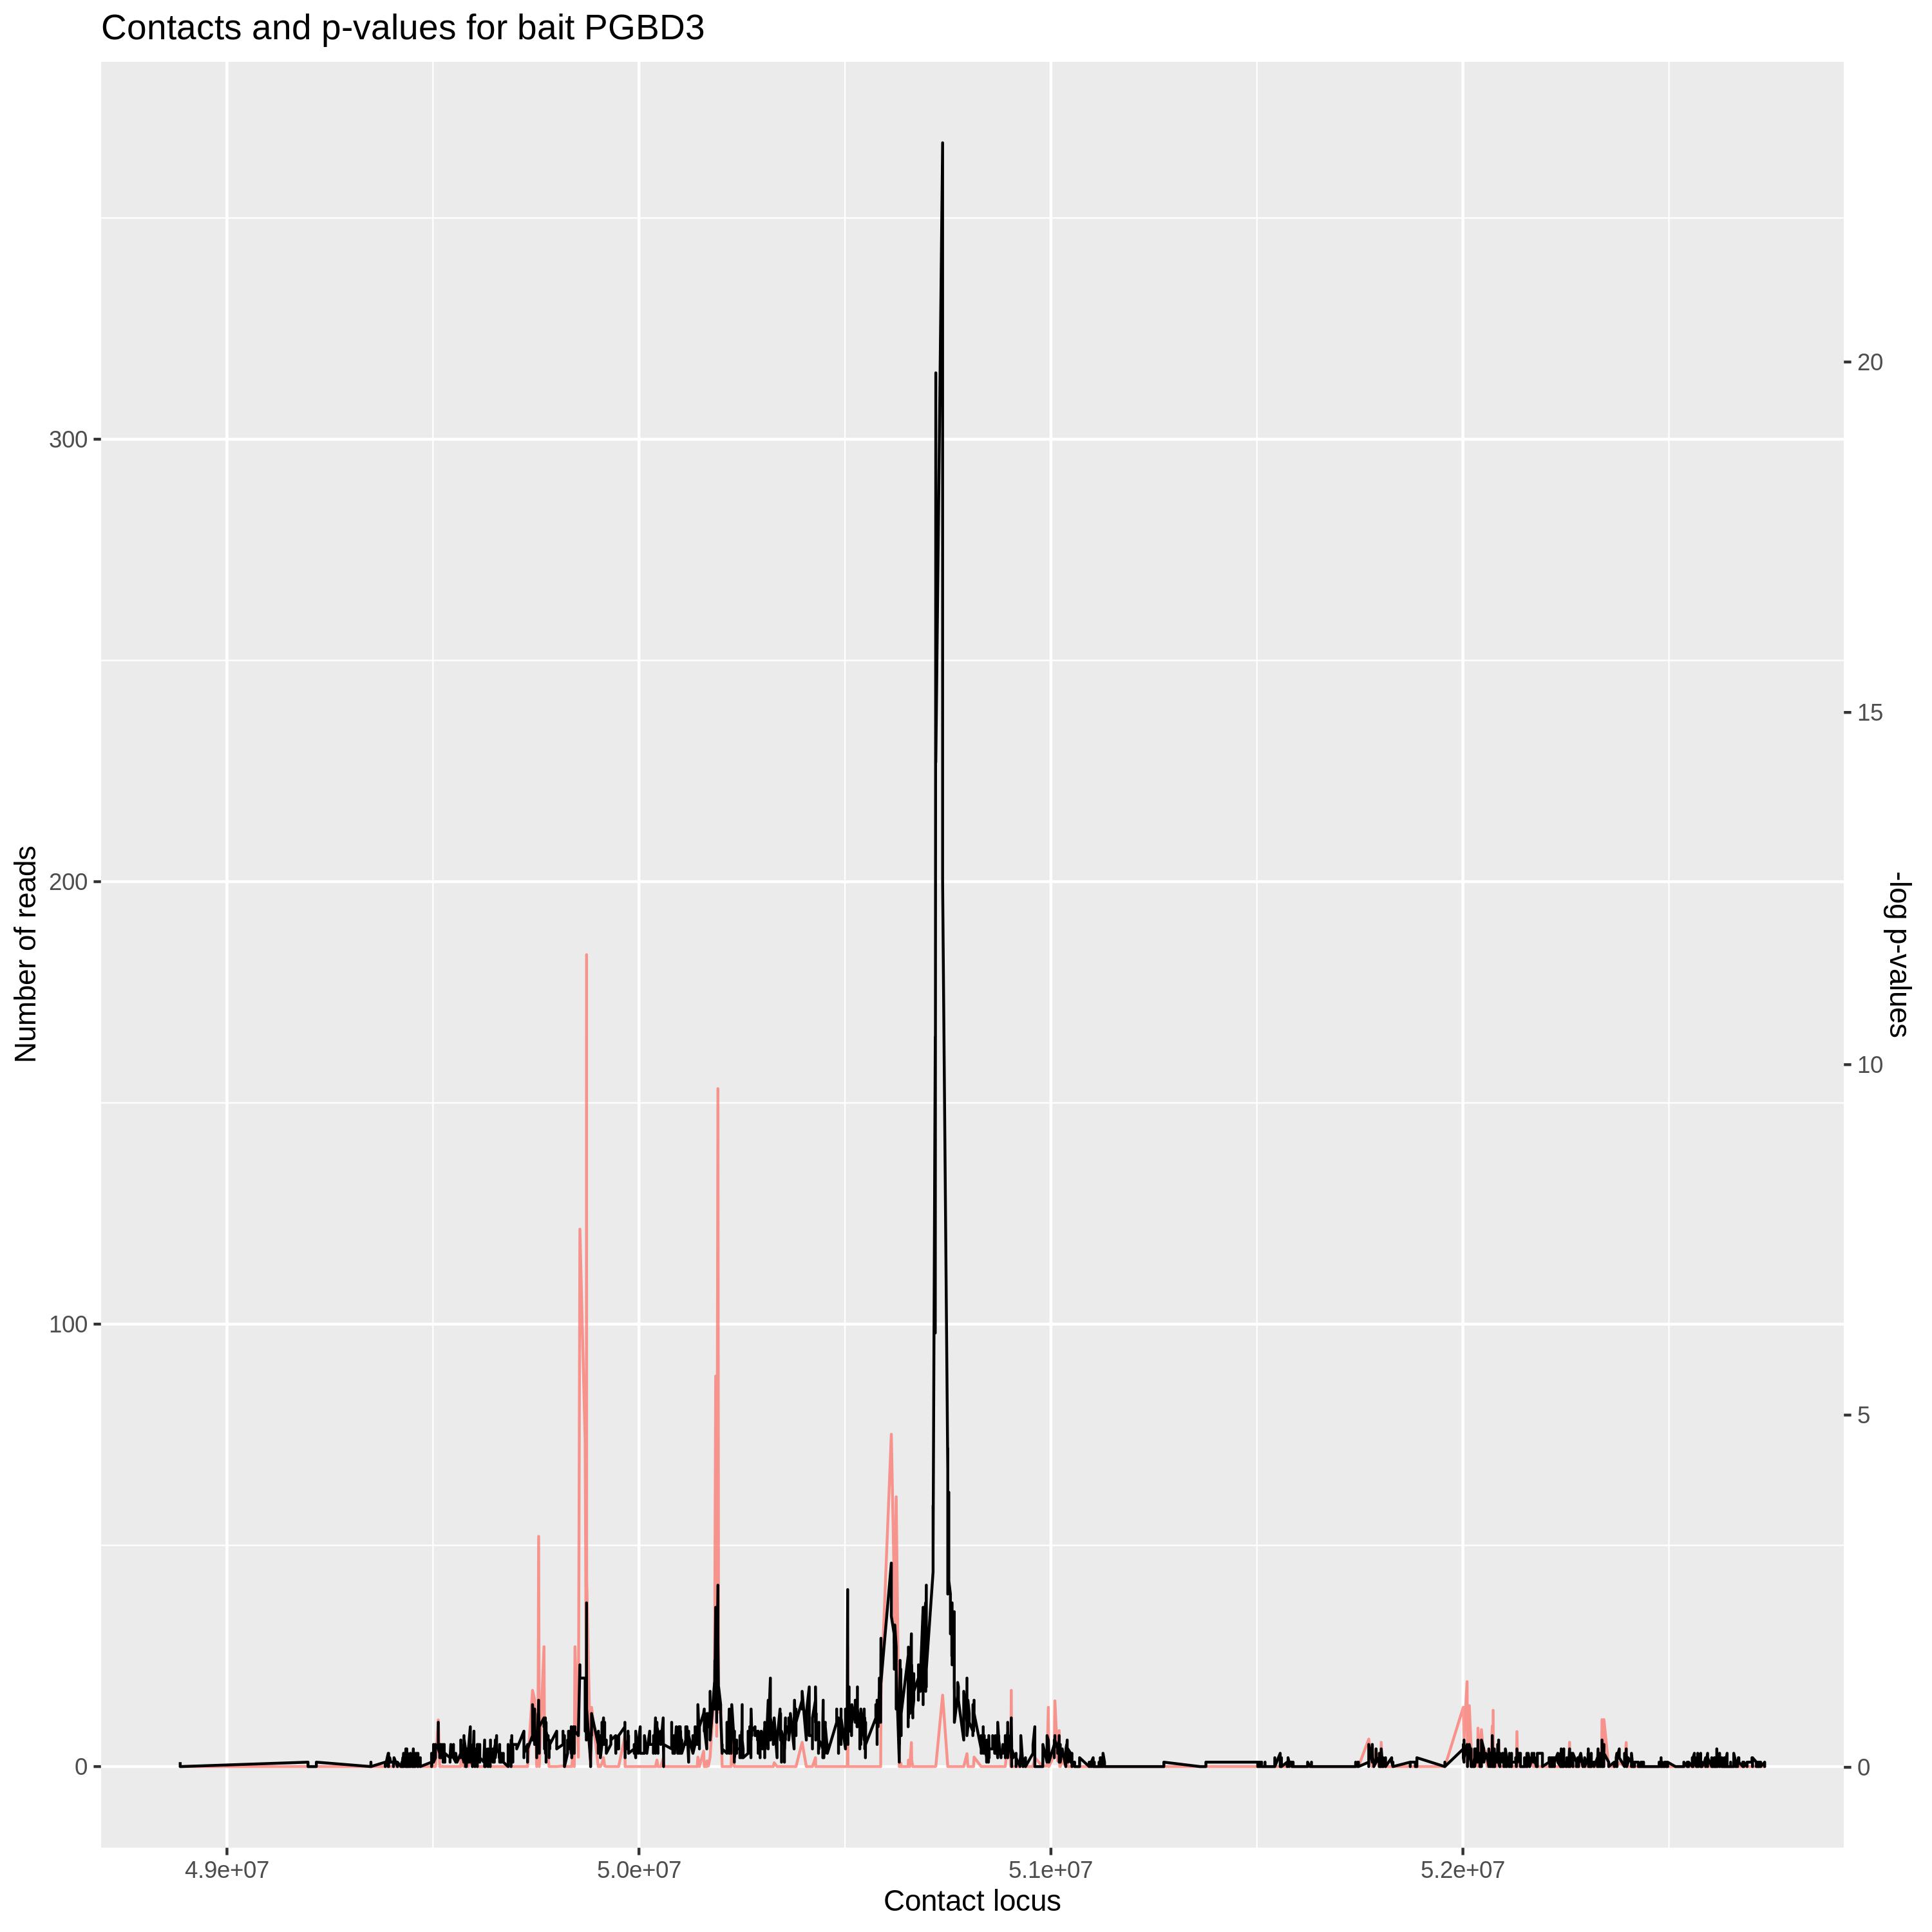 Contacts and p-values for bait PGBD3
Number of reads
300
200
100
0
20
15
10
5
0
-log p-values
4.9e+07 5.0e+07 5.1e+07 5.2e+07
Contact locus